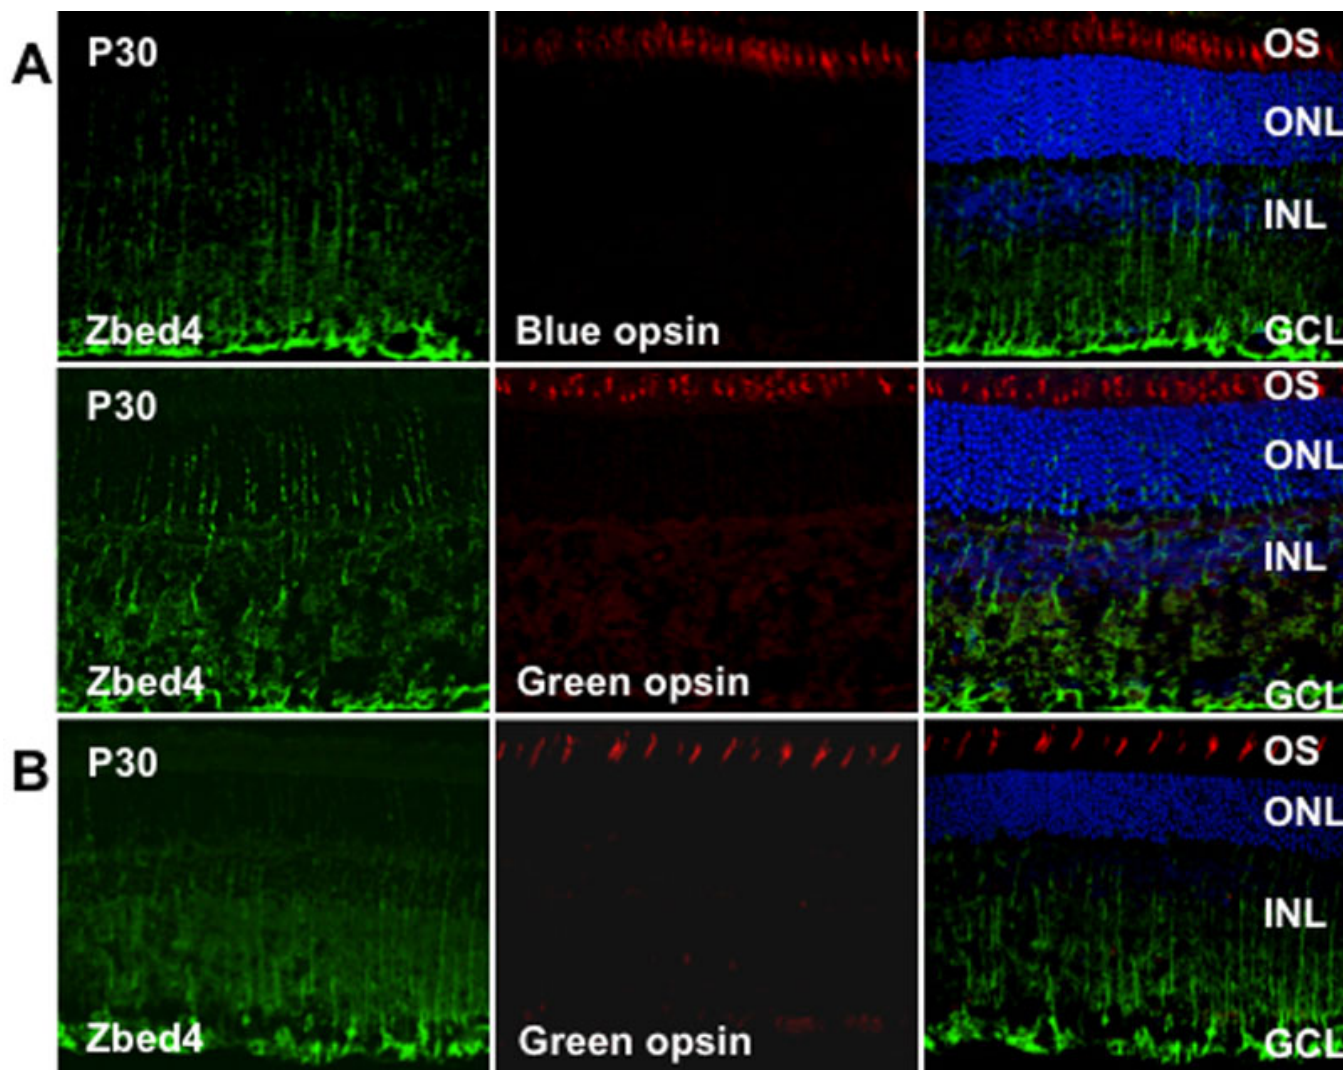 A
P30
OS
ONL
INL
Zbed4
Blue opsin
GCL
P30
OS
ONL
INL
Zbed4
Green opsin
GCL
B
P30
OS
ONL
INL
Zbed4
Green opsin
GCL